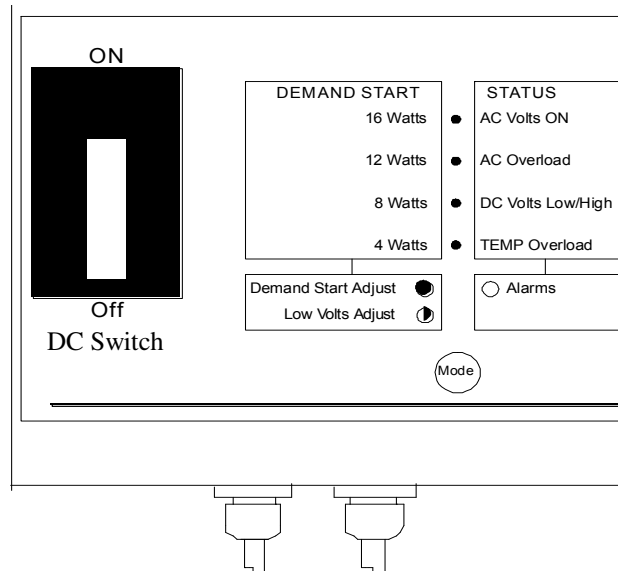 ON
Off
DC Switch
DEMAND START
16 Watts
12 Watts
8 Watts
4 Watts
Demand Start Adjust
Low Volts Adjust
STATUS
AC Volts ON
AC Overload
DC Volts Low/High
TEMP Overload
Alarms
Mode